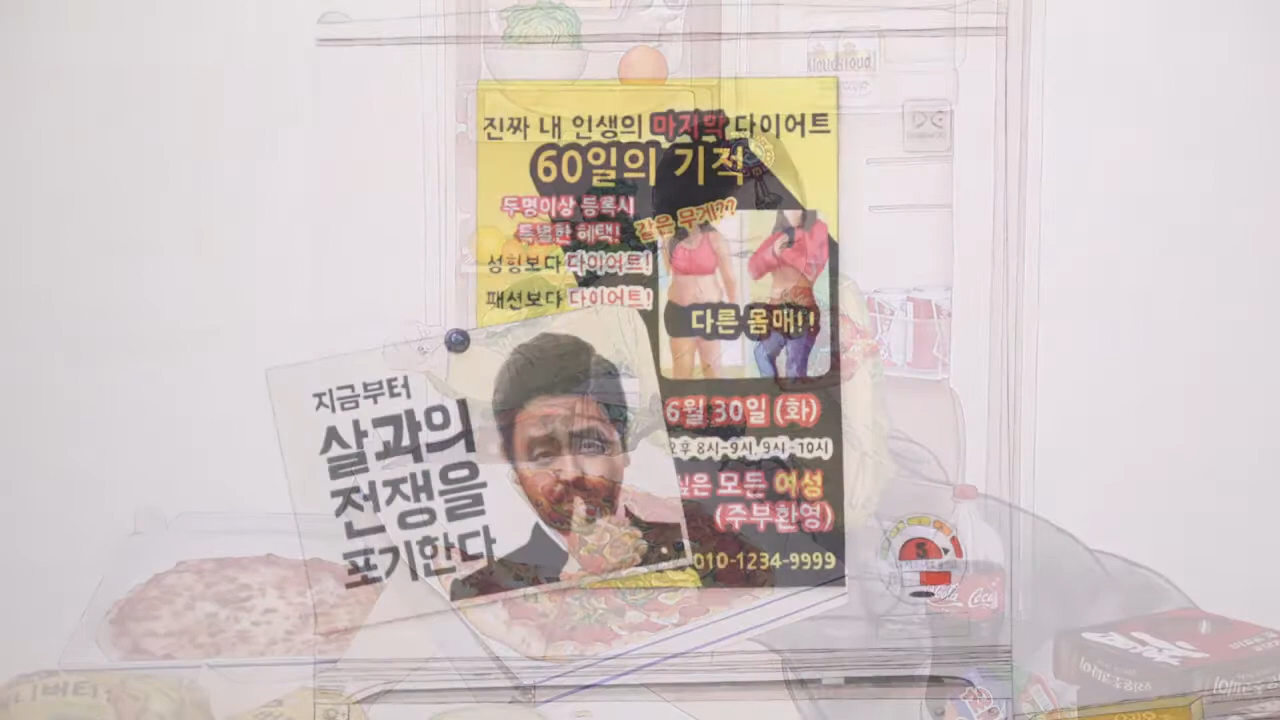 진짜 내 인생의 마지막 다이어트
60일의 기적
두명이상 등록시
특별한 혜택!
같은 무게??
성형보다 다이어트!
패션보다 다이어트!
다른 몸매!!
지금부터
살과의
전쟁을
포기한다
6월 30일 (화)
8시-9시, 9시-10시
싶은 모든 여성
(주부환영)
010-1234-9999
5